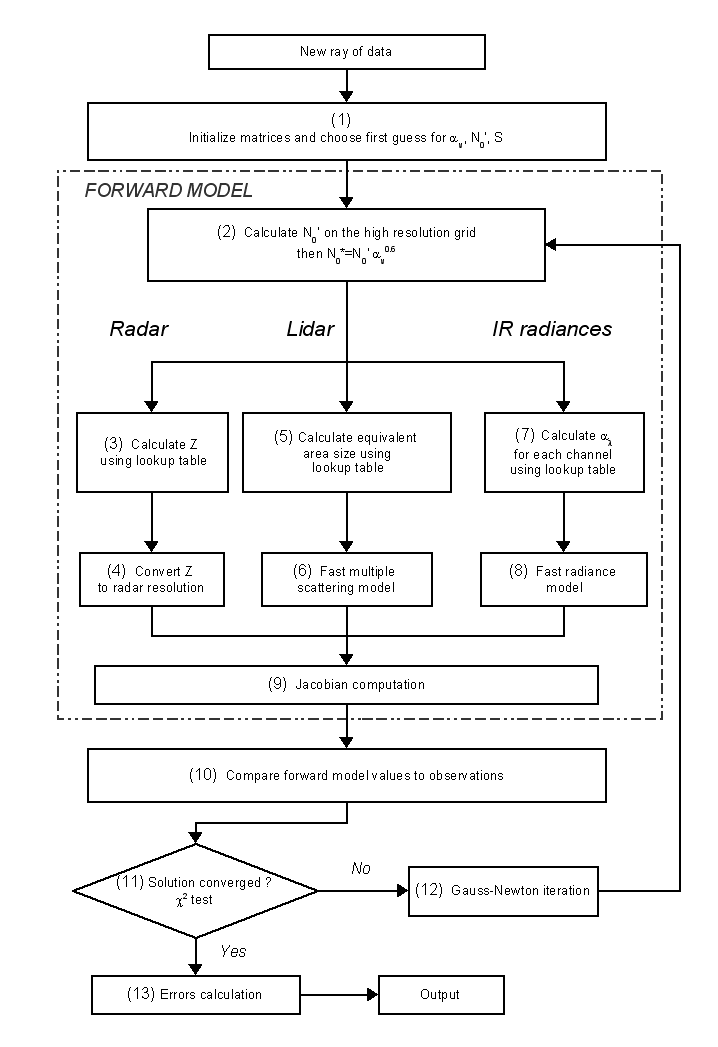 New ray of data
(1)
Initialize matrices and choose first guess for αᵥ, N₀', S
FORWARD MODEL
(2) Calculate N₀' on the high resolution grid
then N₀*=N₀' αᵥ⁰·⁶
Radar
Lidar
IR radiances
(3) Calculate Z
using lookup table
(5) Calculate equivalent
area size using
lookup table
(7) Calculate αλ
for each channel
using lookup table
(4) Convert Z
to radar resolution
(6) Fast multiple
scattering model
(8) Fast radiance
model
(9) Jacobian computation
(10) Compare forward model values to observations
(11) Solution converged ?
χ² test
No
(12) Gauss-Newton iteration
Yes
(13) Errors calculation
Output